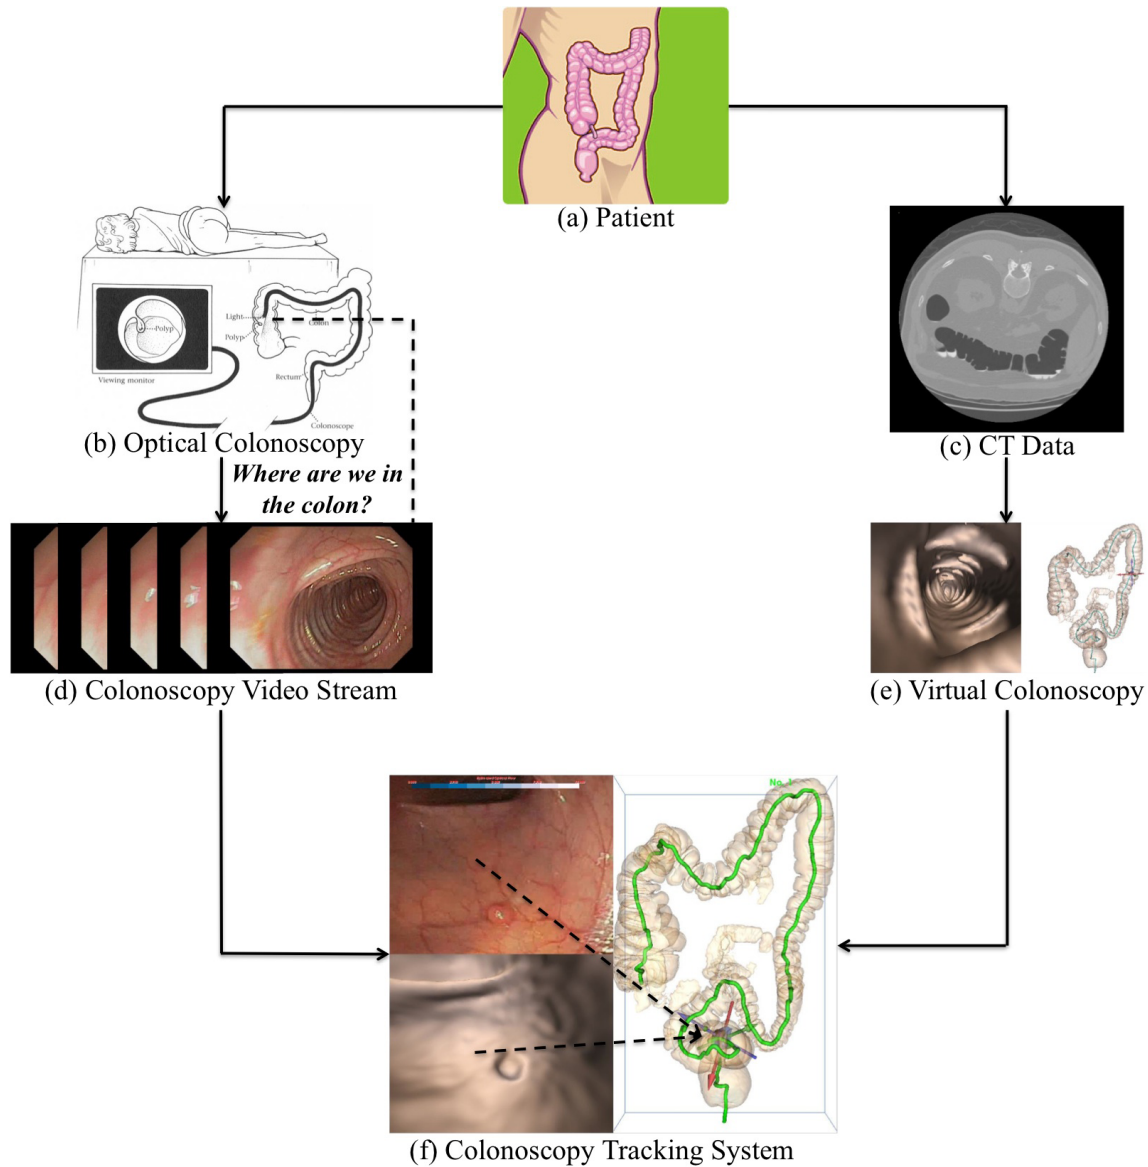 (a) Patient
Light
Polyp
Colon
Polyp
Rectum
Viewing monitor
Colonoscope
(b) Optical Colonoscopy
(c) CT Data
Where are we in
the colon?
(d) Colonoscopy Video Stream
(e) Virtual Colonoscopy
No. 1
(f) Colonoscopy Tracking System